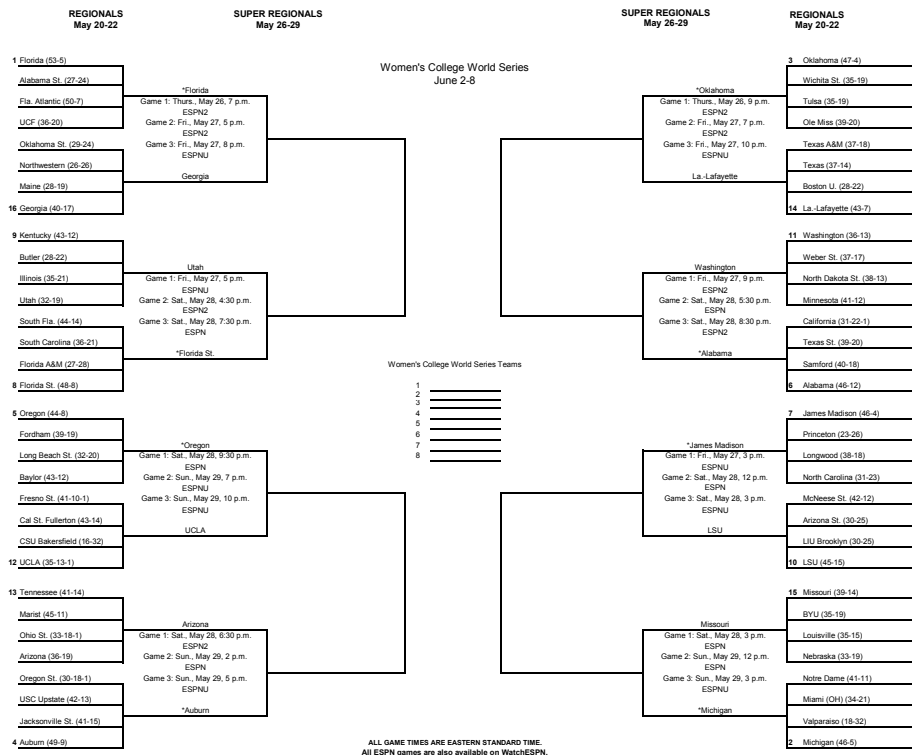 REGIONALS
May 20-22
SUPER REGIONALS
May 26-29
SUPER REGIONALS
May 26-29
REGIONALS
May 20-22
Women's College World Series
June 2-8
1 Florida (53-5)
Alabama St. (27-24)
Fla. Atlantic (50-7)
UCF (36-20)
Oklahoma St. (29-24)
Northwestern (26-26)
Maine (28-19)
16 Georgia (40-17)
*Florida
Game 1: Thurs., May 26, 7 p.m.
ESPN2
Game 2: Fri., May 27, 5 p.m.
ESPN2
Game 3: Fri., May 27, 8 p.m.
ESPNU
Georgia
9 Kentucky (43-12)
Butler (28-22)
Illinois (35-21)
Utah (32-19)
South Fla. (44-14)
South Carolina (36-21)
Florida A&M (27-28)
8 Florida St. (48-8)
Utah
Game 1: Fri., May 27, 5 p.m.
ESPNU
Game 2: Sat., May 28, 4:30 p.m.
ESPN2
Game 3: Sat., May 28, 7:30 p.m.
ESPN
*Florida St.
5 Oregon (44-8)
Fordham (39-19)
Long Beach St. (32-20)
Baylor (43-12)
Fresno St. (41-10-1)
Cal St. Fullerton (43-14)
CSU Bakersfield (16-32)
12 UCLA (35-13-1)
*Oregon
Game 1: Sat., May 28, 9:30 p.m.
ESPN
Game 2: Sun., May 29, 7 p.m.
ESPNU
Game 3: Sun., May 29, 10 p.m.
ESPNU
UCLA
13 Tennessee (41-14)
Marist (45-11)
Ohio St. (33-18-1)
Arizona (36-19)
Oregon St. (30-18-1)
USC Upstate (42-13)
Jacksonville St. (41-15)
4 Auburn (49-9)
Arizona
Game 1: Sat., May 28, 6:30 p.m.
ESPN2
Game 2: Sun., May 29, 2 p.m.
ESPN
Game 3: Sun., May 29, 5 p.m.
ESPNU
*Auburn
Women's College World Series Teams
1
2
3
4
5
6
7
8
*Oklahoma
Game 1: Thurs., May 26, 9 p.m.
ESPN2
Game 2: Fri., May 27, 7 p.m.
ESPN2
Game 3: Fri., May 27, 10 p.m.
ESPNU
La.-Lafayette
3 Oklahoma (47-4)
Wichita St. (35-19)
Tulsa (35-19)
Ole Miss (39-20)
Texas A&M (37-18)
Texas (37-14)
Boston U. (28-22)
14 La.-Lafayette (43-7)
Washington
Game 1: Fri., May 27, 9 p.m.
ESPN2
Game 2: Sat., May 28, 5:30 p.m.
ESPN
Game 3: Sat., May 28, 8:30 p.m.
ESPN2
*Alabama
11 Washington (36-13)
Weber St. (37-17)
North Dakota St. (38-13)
Minnesota (41-12)
California (31-22-1)
Texas St. (39-20)
Samford (40-18)
6 Alabama (46-12)
*James Madison
Game 1: Fri., May 27, 3 p.m.
ESPNU
Game 2: Sat., May 28, 12 p.m.
ESPN
Game 3: Sat., May 28, 3 p.m.
ESPNU
LSU
7 James Madison (46-4)
Princeton (23-26)
Longwood (38-18)
North Carolina (31-23)
McNeese St. (42-12)
Arizona St. (30-25)
LIU Brooklyn (30-25)
10 LSU (45-15)
Missouri
Game 1: Sat., May 28, 3 p.m.
ESPN
Game 2: Sun., May 29, 12 p.m.
ESPN
Game 3: Sun., May 29, 3 p.m.
ESPNU
*Michigan
15 Missouri (39-14)
BYU (35-19)
Louisville (35-15)
Nebraska (33-19)
Notre Dame (41-11)
Miami (OH) (34-21)
Valparaiso (18-32)
2 Michigan (46-5)
ALL GAME TIMES ARE EASTERN STANDARD TIME.
All ESPN games are also available on WatchESPN.